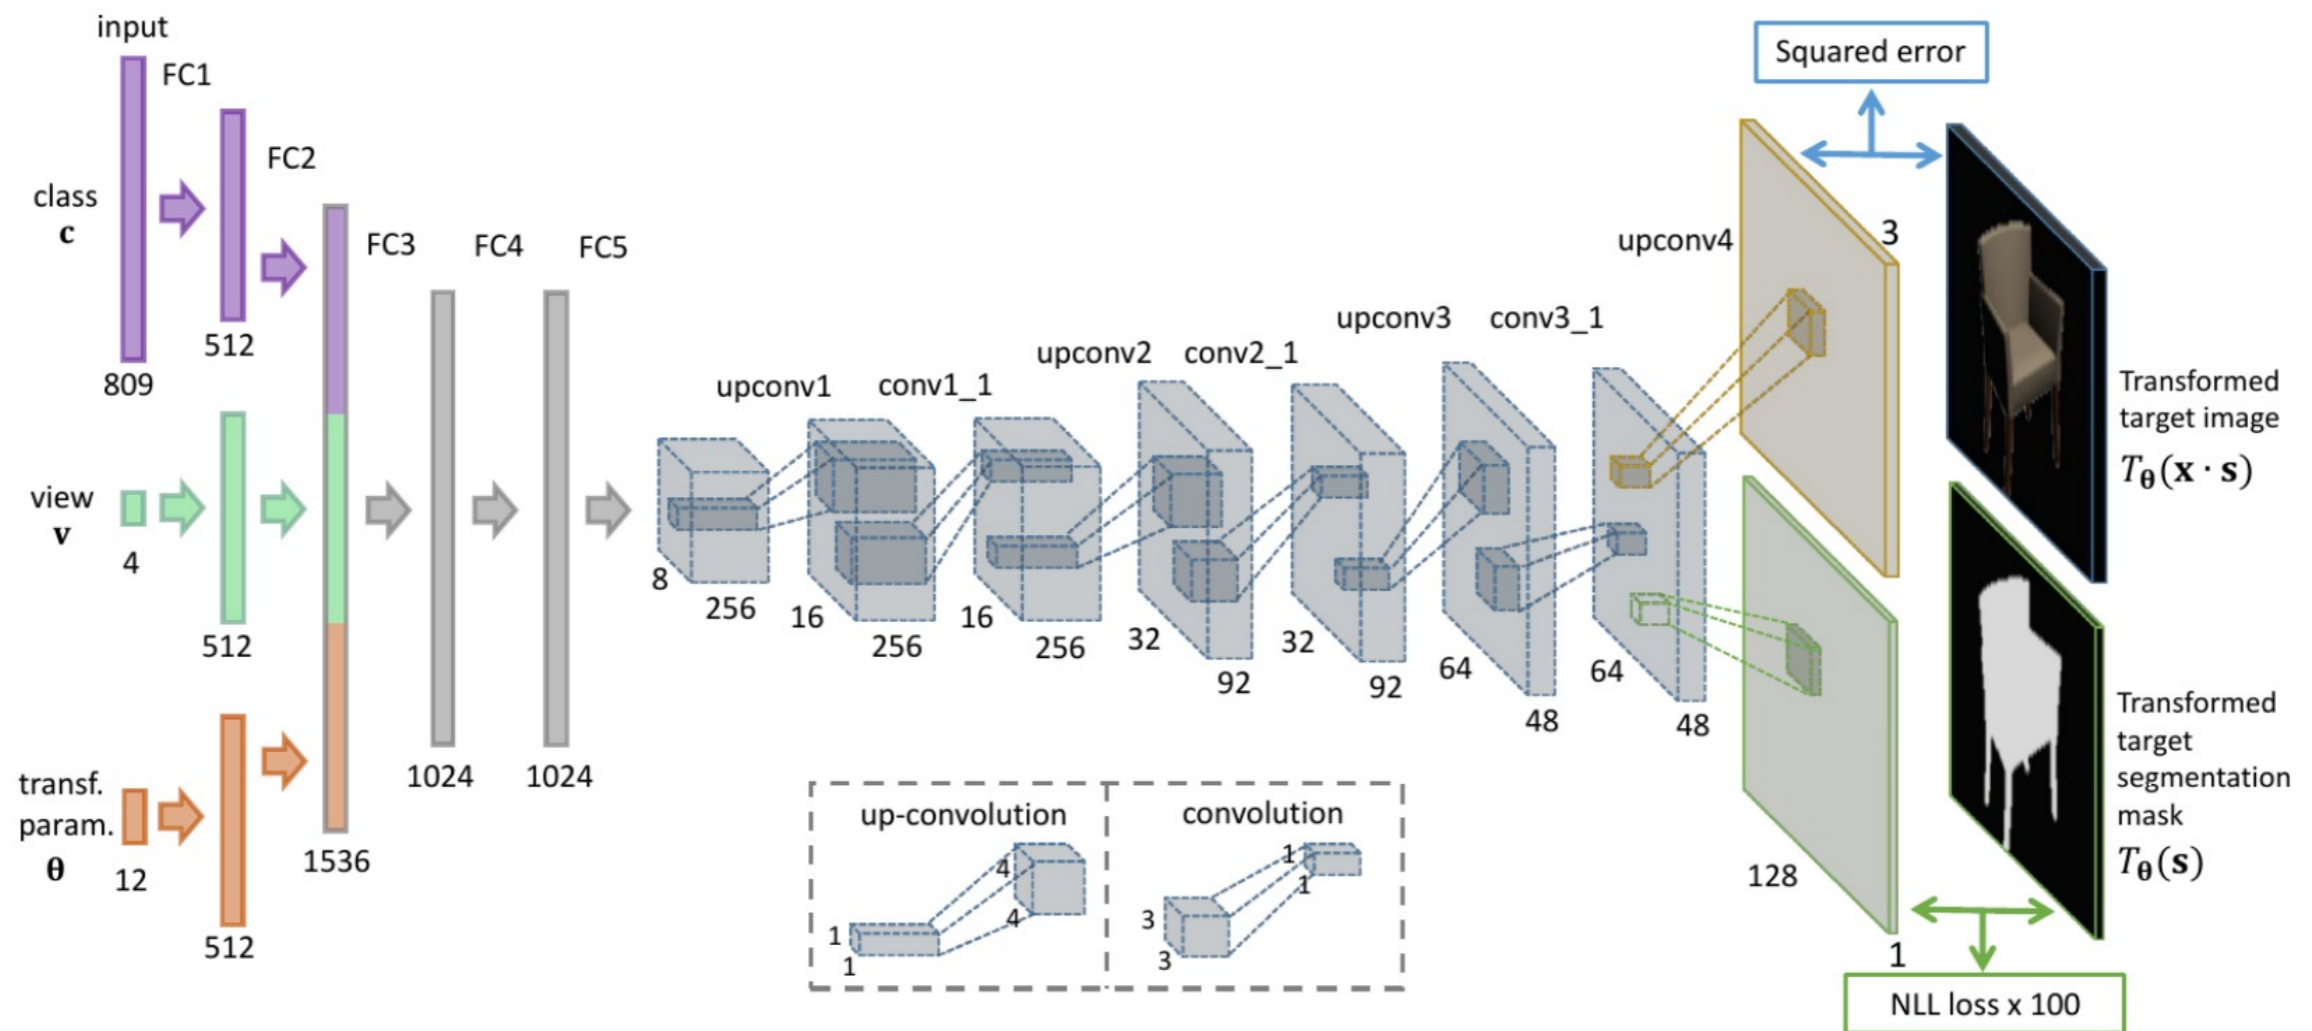 input
FC1
FC2
class
c
809
512
view
v
4
512
transf.
param.
θ
12
512
1536
FC3
FC4
FC5
1024
1024
8
256
upconv1
16
256
conv1_1
16
256
upconv2
32
92
conv2_1
32
92
upconv3
64
48
conv3_1
64
48
upconv4
3
128
1
Squared error
Transformed
target image
T_θ(x · s)
Transformed
target
segmentation
mask
T_θ(s)
NLL loss x 100
up-convolution
1
1
4
4
convolution
3
3
1
1